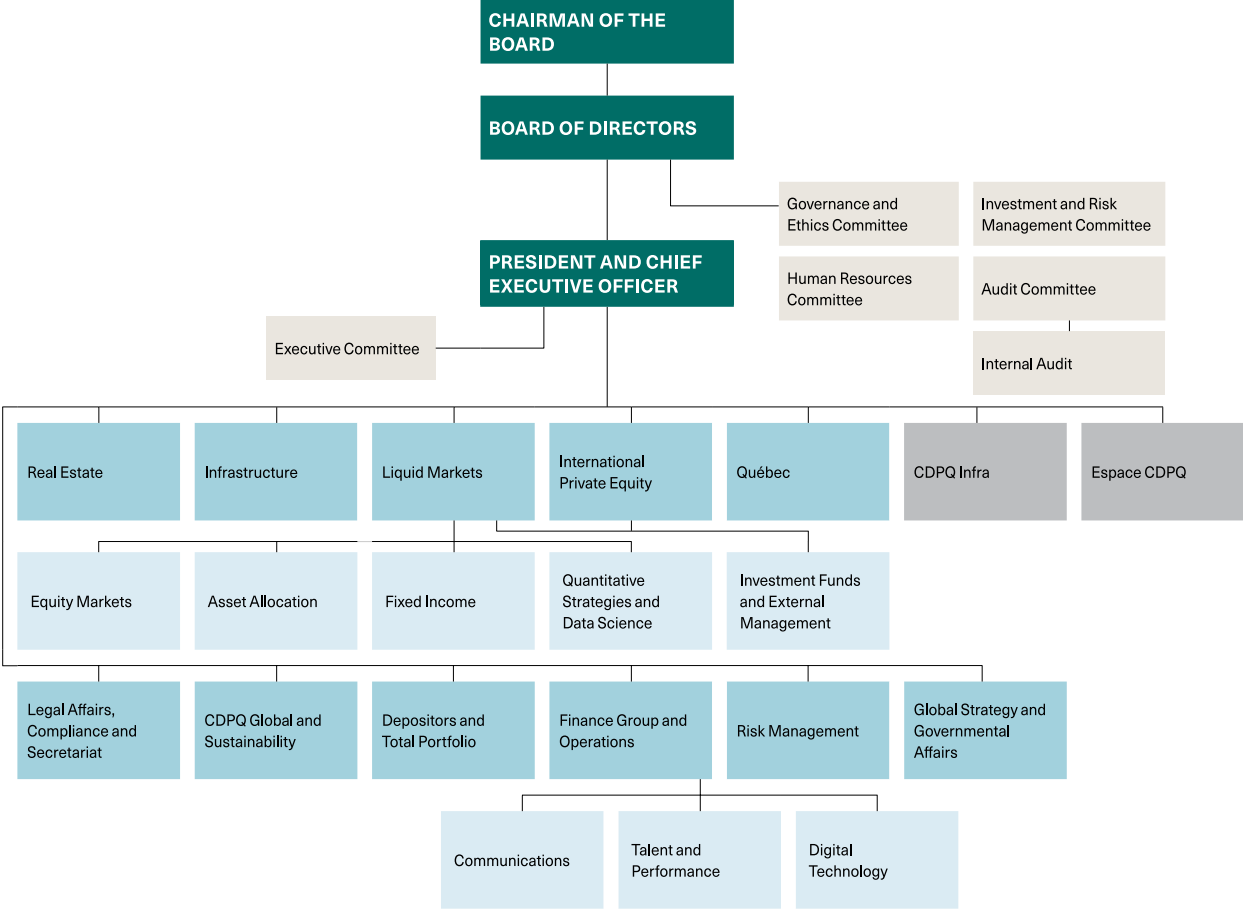 CHAIRMAN OF THE
BOARD
BOARD OF DIRECTORS
Governance and
Ethics Committee
Investment and Risk
Management Committee
PRESIDENT AND CHIEF
EXECUTIVE OFFICER
Human Resources
Committee
Audit Committee
Executive Committee
Internal Audit
Real Estate
Infrastructure
Liquid Markets
International
Private Equity
Québec
CDPQ Infra
Espace CDPQ
Equity Markets
Asset Allocation
Fixed Income
Quantitative
Strategies and
Data Science
Investment Funds
and External
Management
Legal Affairs,
Compliance and
Secretariat
CDPQ Global and
Sustainability
Depositors and
Total Portfolio
Finance Group and
Operations
Risk Management
Global Strategy and
Governmental
Affairs
Communications
Talent and
Performance
Digital
Technology